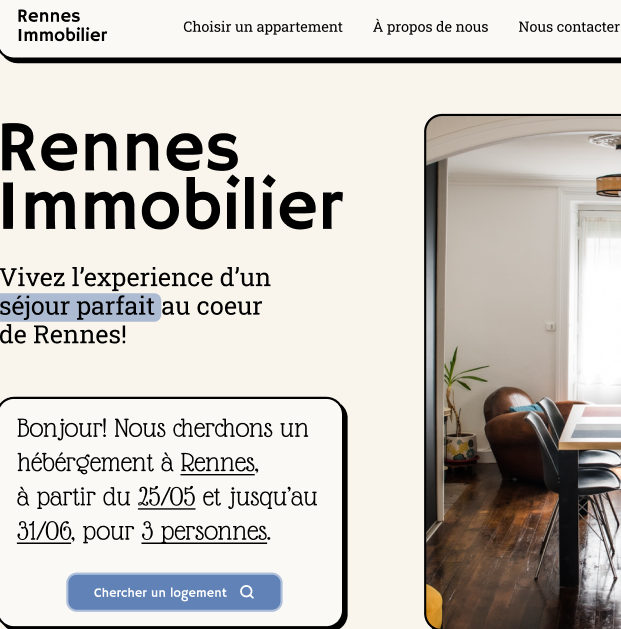 Rennes
Immobilier
Choisir un appartement
À propos de nous
Nous contacter
Rennes
Immobilier
Vivez l’experience d’un
séjour parfait au coeur
de Rennes!
Bonjour! Nous cherchons un
hébérgement à Rennes,
à partir du 25/05 et jusqu’au
31/06, pour 3 personnes.
Chercher un logement